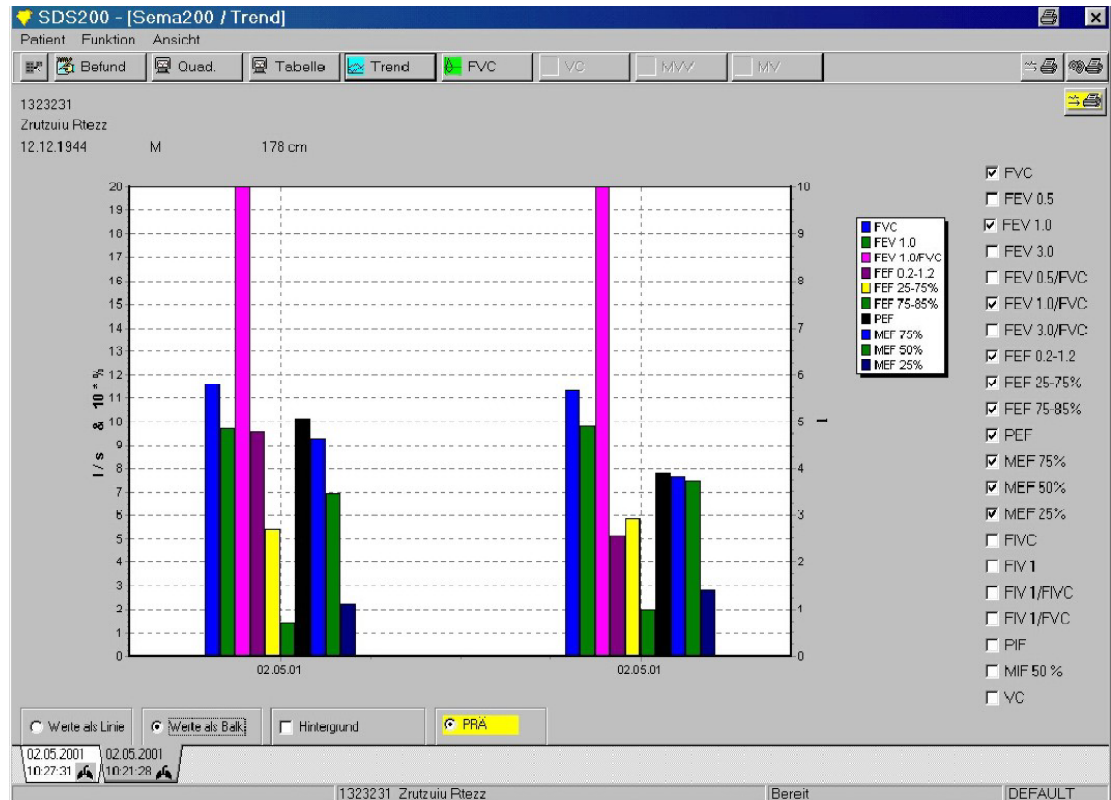 SDS200 - [Sema200 / Trend]
Patient Funktion Ansicht
Befund Quad. Tabelle Trend FVC VC MVV MV
1323231
Zrutzuiu Rtezz
12.12.1944 M 178 cm
20
19
18
17
16
15
14
13
12
11
10
9
8
7
6
5
4
3
2
1
0
l / s & 10 * %
10
9
8
7
6
5
4
3
2
1
0
l
02.05.01 02.05.01
FVC
FEV 1.0
FEV 1.0/FVC
FEF 0.2-1.2
FEF 25-75%
FEF 75-85%
PEF
MEF 75%
MEF 50%
MEF 25%
FVC
FEV 0.5
FEV 1.0
FEV 3.0
FEV 0.5/FVC
FEV 1.0/FVC
FEV 3.0/FVC
FEF 0.2-1.2
FEF 25-75%
FEF 75-85%
PEF
MEF 75%
MEF 50%
MEF 25%
FIVC
FIV 1
FIV 1/FIVC
FIV 1/FVC
PIF
MIF 50 %
VC
Werte als Linie Werte als Balk Hintergrund PRÄ
02.05.2001 02.05.2001
10:27:31 10:21:28
1323231 Zrutzuiu Rtezz Bereit DEFAULT